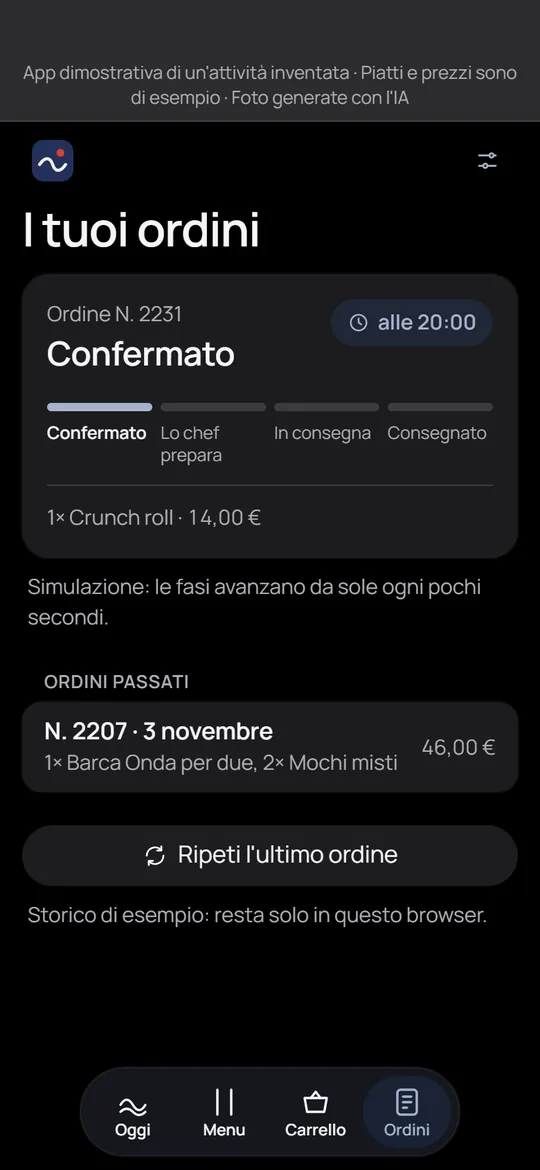 App dimostrativa di un'attività inventata · Piatti e prezzi sono
di esempio · Foto generate con l'IA
I tuoi ordini
Ordine N. 2231
alle 20:00
Confermato
Confermato
Lo chef
prepara
In consegna
Consegnato
1× Crunch roll · 14,00 €
Simulazione: le fasi avanzano da sole ogni pochi
secondi.
ORDINI PASSATI
N. 2207 · 3 novembre
1× Barca Onda per due, 2× Mochi misti
46,00 €
Ripeti l'ultimo ordine
Storico di esempio: resta solo in questo browser.
Oggi
Menu
Carrello
Ordini